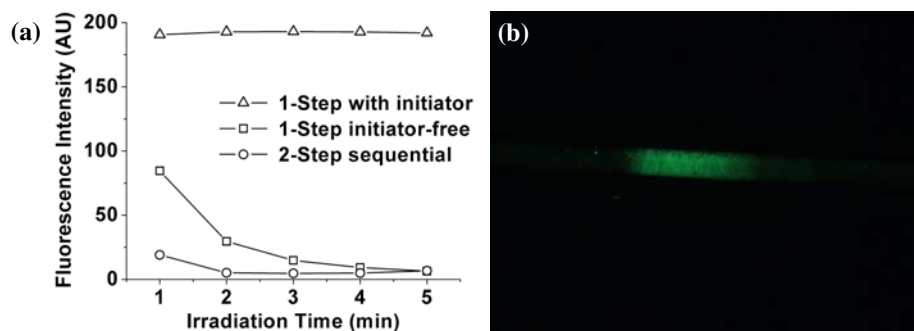 (a)
Fluorescence Intensity (AU)
200
150
100
50
0
1-Step with initiator
1-Step initiator-free
2-Step sequential
1 2 3 4 5
Irradiation Time (min)
(b)